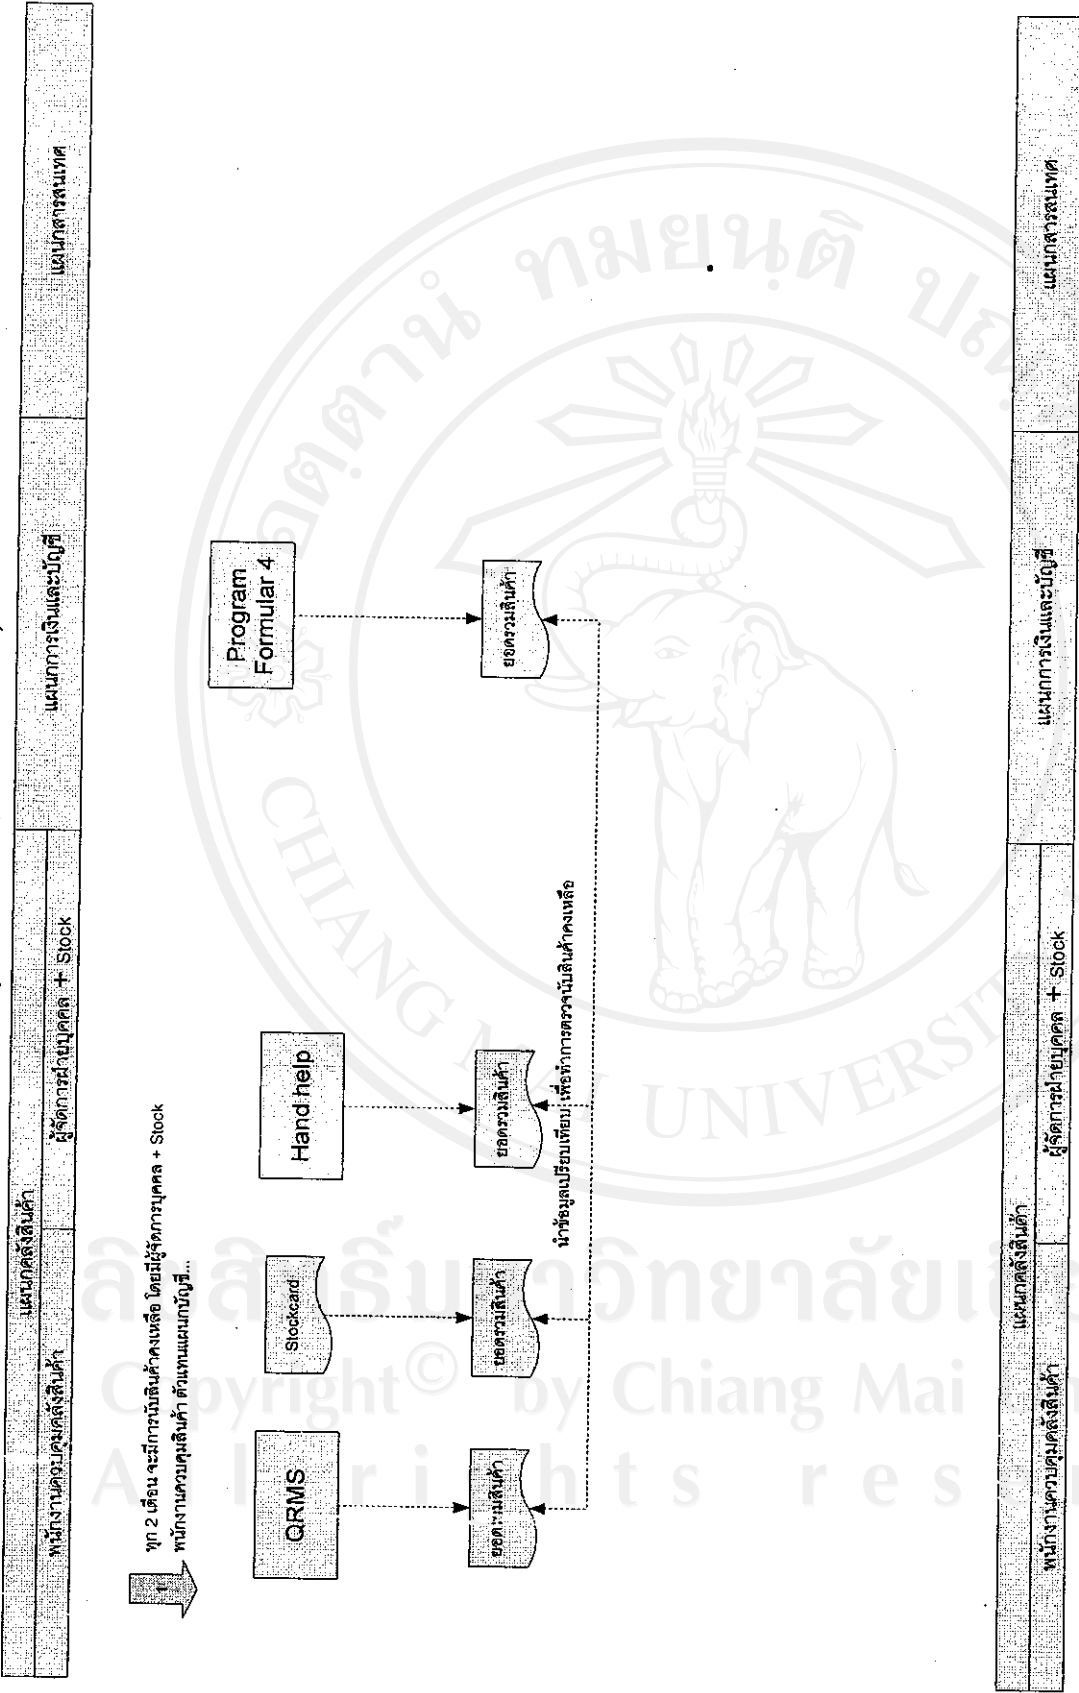 แผนกคลังสินค้า
แผนกการเงินและบัญชี
แผนกสารสนเทศ
พนักงานควบคุมคลังสินค้า
ผู้จัดการฝ่ายบุคคล + Stock
1
ทุก 2 เดือน จะมีการนับสินค้าคงเหลือ โดยมีผู้จัดการบุคคล + Stock
พนักงานควบคุมสินค้า ตัวแทนแผนกบัญชี...
QRMS
Stockcard
Hand help
Program
Formular 4
ยอดรวมสินค้า
ยอดรวมสินค้า
ยอดรวมสินค้า
ยอดรวมสินค้า
นำข้อมูลเปรียบเทียบ เพื่อทำการตรวจนับสินค้าคงเหลือ
แผนกคลังสินค้า
แผนกการเงินและบัญชี
แผนกสารสนเทศ
พนักงานควบคุมคลังสินค้า
ผู้จัดการฝ่ายบุคคล + Stock
CHIANG MAI UNIVERSIT
Copyright © by Chiang Mai